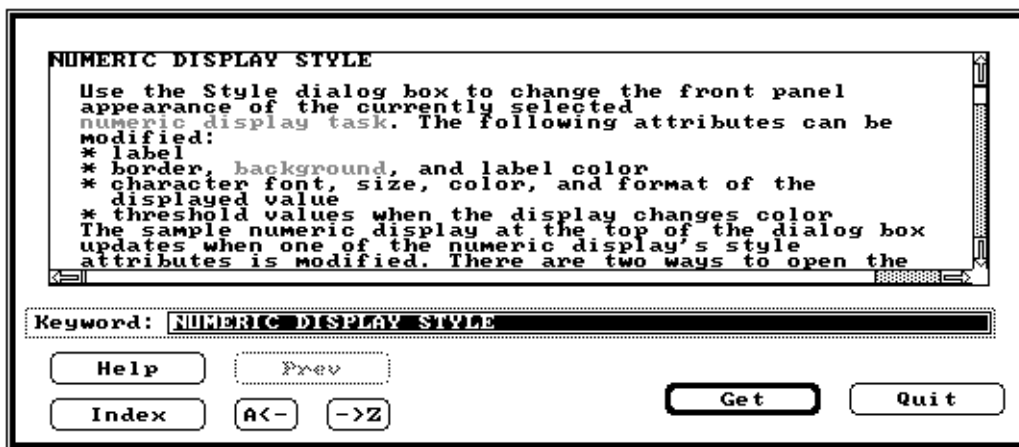 NUMERIC DISPLAY STYLE
Use the Style dialog box to change the front panel
appearance of the currently selected
numeric display task. The following attributes can be
modified:
* label
* border, background, and label color
* character font, size, color, and format of the
displayed value
* threshold values when the display changes color
The sample numeric display at the top of the dialog box
updates when one of the numeric display's style
attributes is modified. There are two ways to open the
Keyword: NUMERIC DISPLAY STYLE
Help Prev
Index A<- ->Z Get Quit